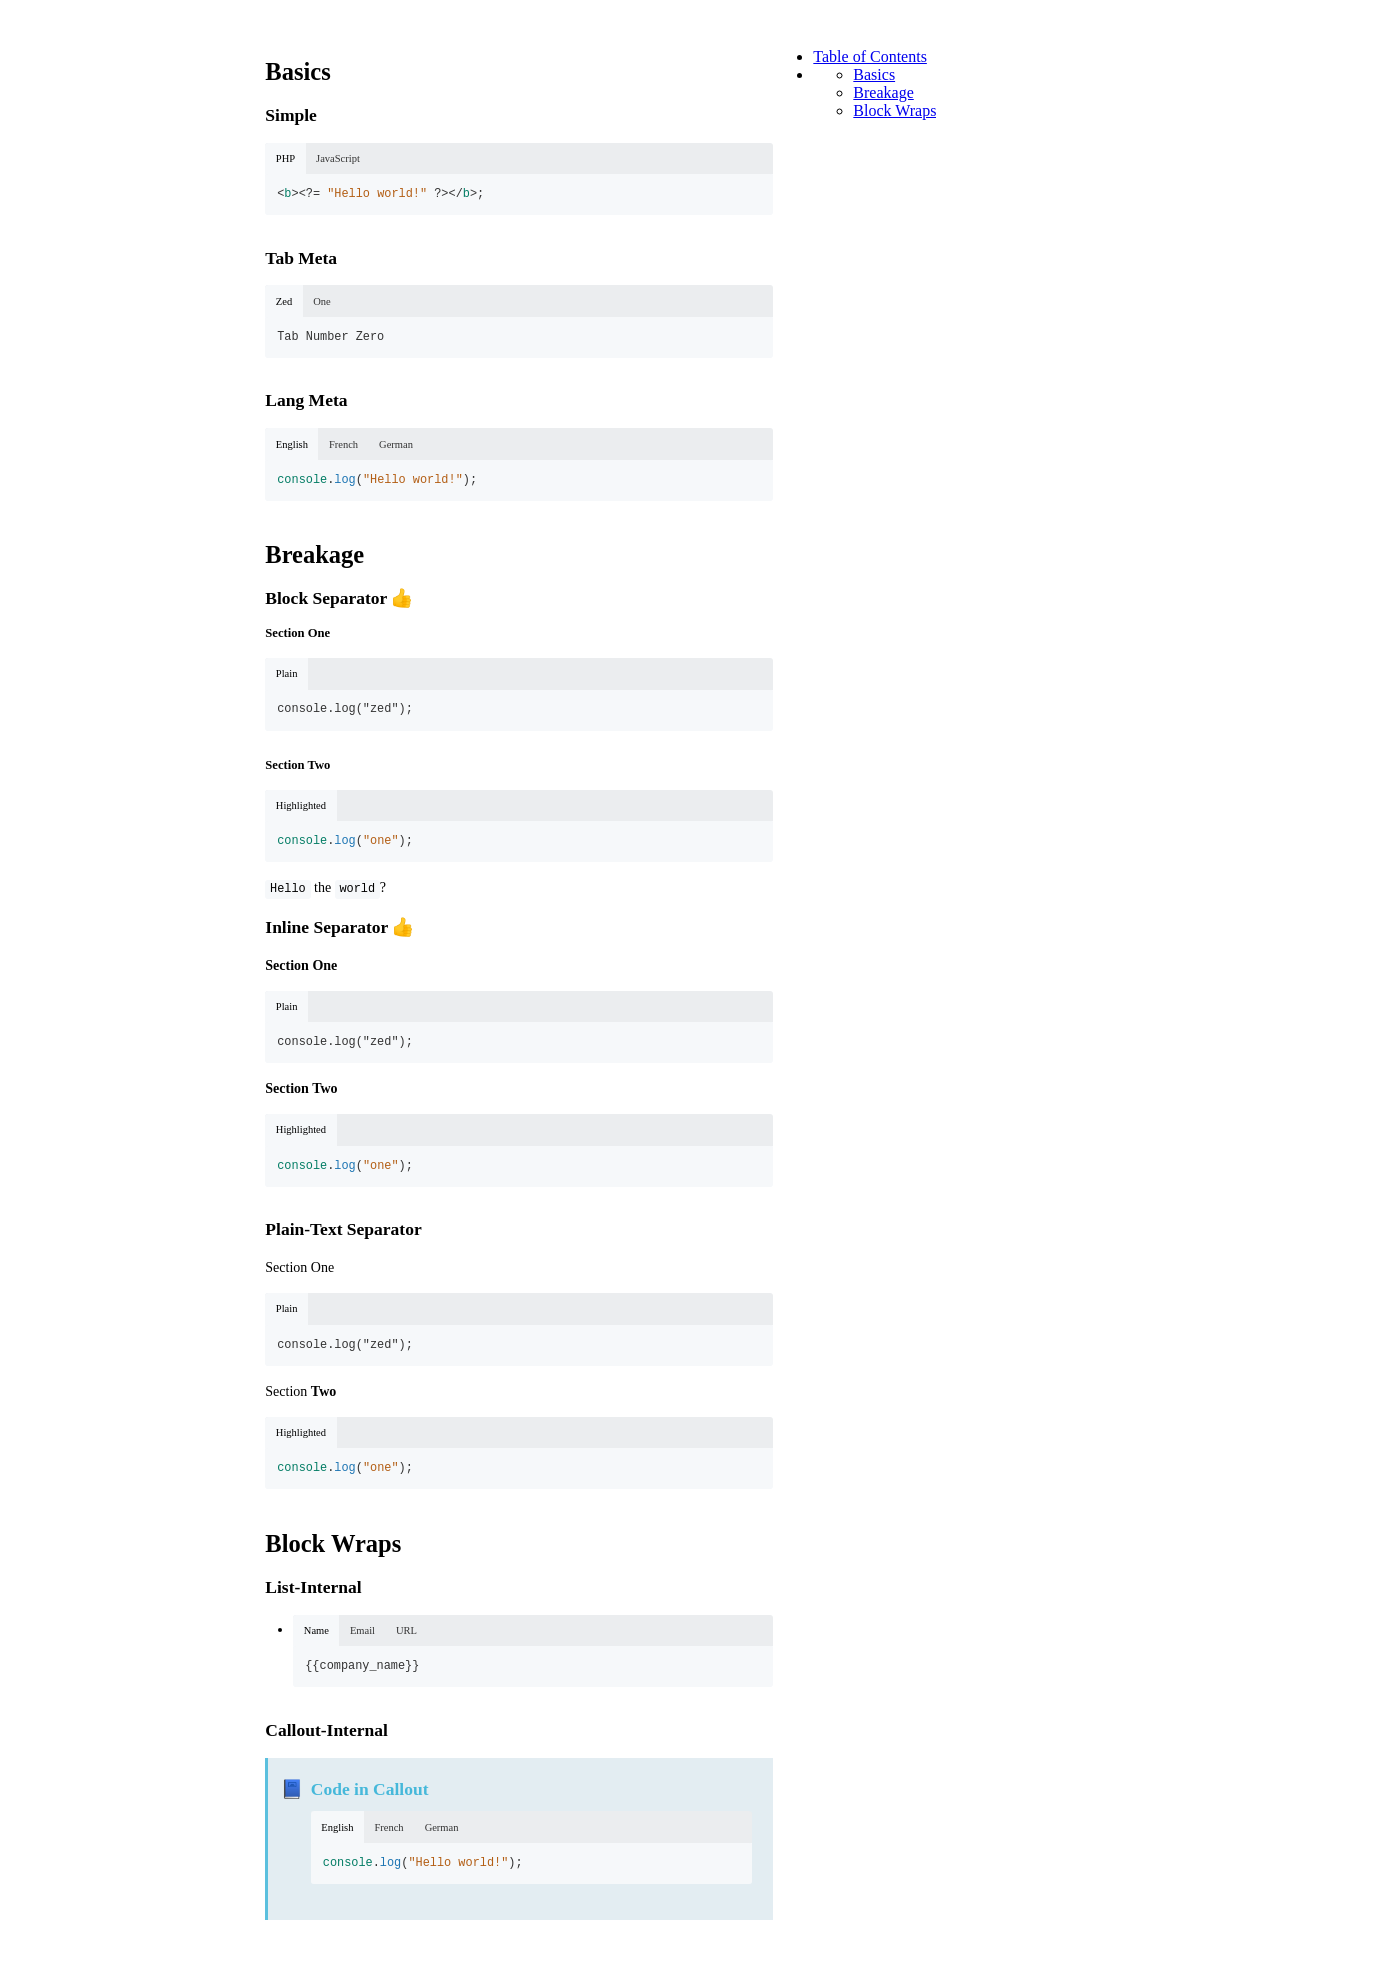 Basics
Simple
PHP JavaScript
<b><?= "Hello world!" ?></b>;
Tab Meta
Zed One
Tab Number Zero
Lang Meta
English French German
console.log("Hello world!");
Breakage
Block Separator 👍
Section One
Plain
console.log("zed");
Section Two
Highlighted
console.log("one");
Hello the world?
Inline Separator 👍
Section One
Plain
console.log("zed");
Section Two
Highlighted
console.log("one");
Plain-Text Separator
Section One
Plain
console.log("zed");
Section Two
Highlighted
console.log("one");
Block Wraps
List-Internal
Name Email URL
{{company_name}}
Callout-Internal
📘 Code in Callout
English French German
console.log("Hello world!");
Table of Contents
Basics
Breakage
Block Wraps